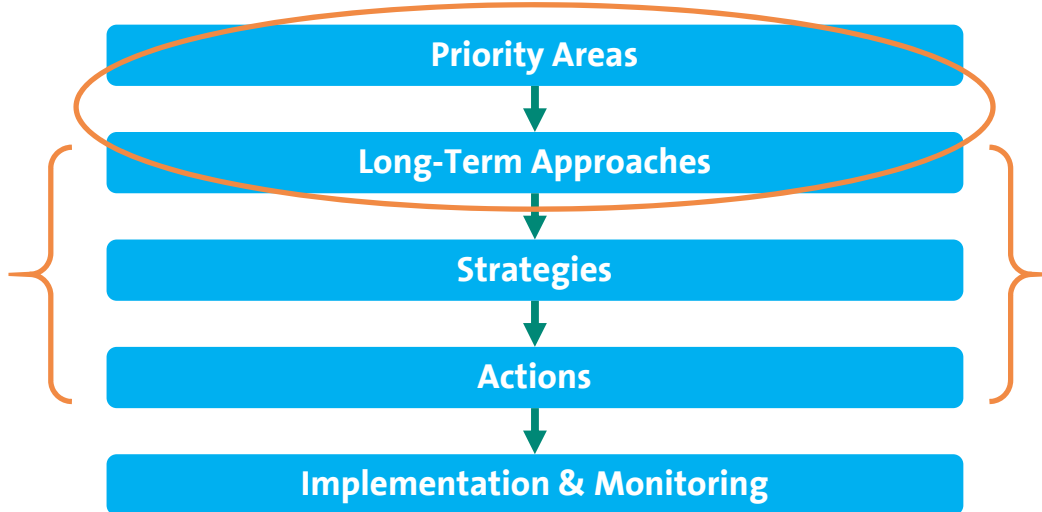 Priority Areas
Long-Term Approaches
Strategies
Actions
Implementation & Monitoring